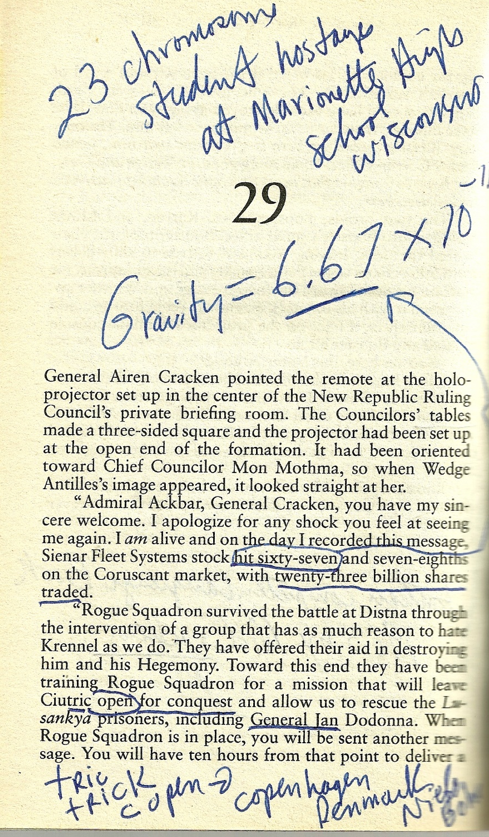 23 chromosome
student hostage
at Marionette High
school
wisconsin
29
Gravity = 6.67 × 10
General Airen Cracken pointed the remote at the holo-
projector set up in the center of the New Republic Ruling
Council's private briefing room. The Councilors' tables
made a three-sided square and the projector had been set up
at the open end of the formation. It had been oriented
toward Chief Councilor Mon Mothma, so when Wedge
Antilles's image appeared, it looked straight at her.
"Admiral Ackbar, General Cracken, you have my sin-
cere welcome. I apologize for any shock you feel at seeing
me again. I am alive and on the day I recorded this message,
Sienar Fleet Systems stock hit sixty-seven and seven-eighths
on the Coruscant market, with twenty-three billion shares
traded.
"Rogue Squadron survived the battle at Distna through
the intervention of a group that has as much reason to hate
Krennel as we do. They have offered their aid in destroying
him and his Hegemony. Toward this end they have been
training Rogue Squadron for a mission that will leave
Ciutric open for conquest and allow us to rescue the Lu-
sankya prisoners, including General Jan Dodonna. When
Rogue Squadron is in place, you will be sent another mes-
sage. You will have ten hours from that point to deliver a
tric
trick
copen → copenhagen
Denmark